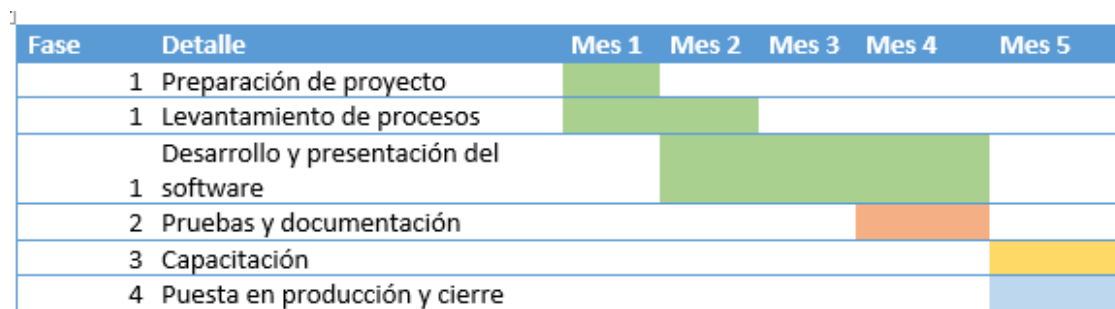 Fase Detalle Mes 1 Mes 2 Mes 3 Mes 4 Mes 5
1 Preparación de proyecto
1 Levantamiento de procesos
Desarrollo y presentación del
1 software
2 Pruebas y documentación
3 Capacitación
4 Puesta en producción y cierre